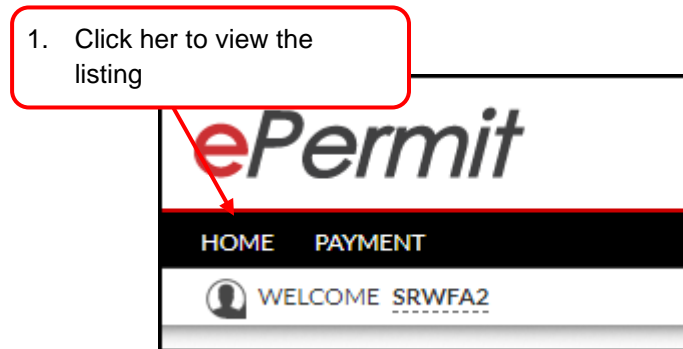 1. Click her to view the
listing
ePermit
HOME PAYMENT
WELCOME SRWFA2